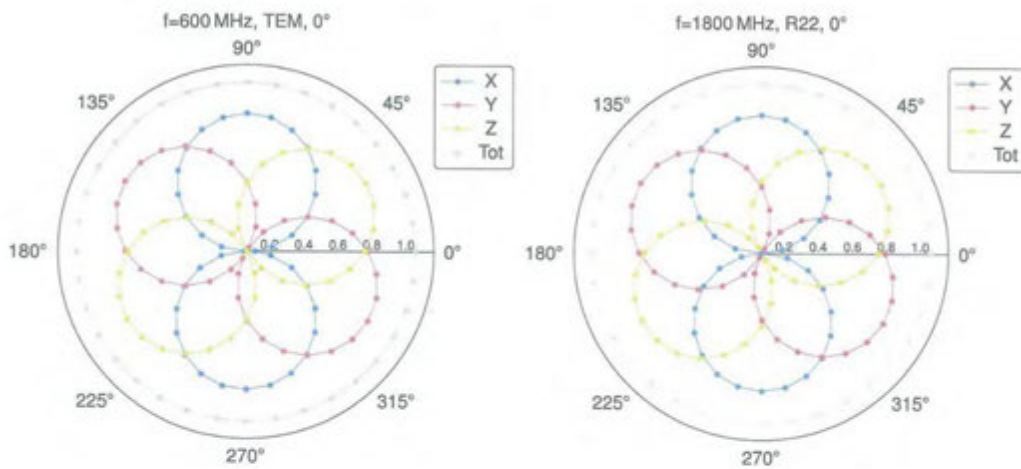 f=600 MHz, TEM, 0°
90°
135°
45°
X
Y
Z
Tot
180°
0.2 0.4 0.6 0.8 1.0
0°
225°
315°
270°
f=1800 MHz, R22, 0°
90°
135°
45°
X
Y
Z
Tot
180°
0.2 0.4 0.6 0.8 1.0
0°
225°
315°
270°